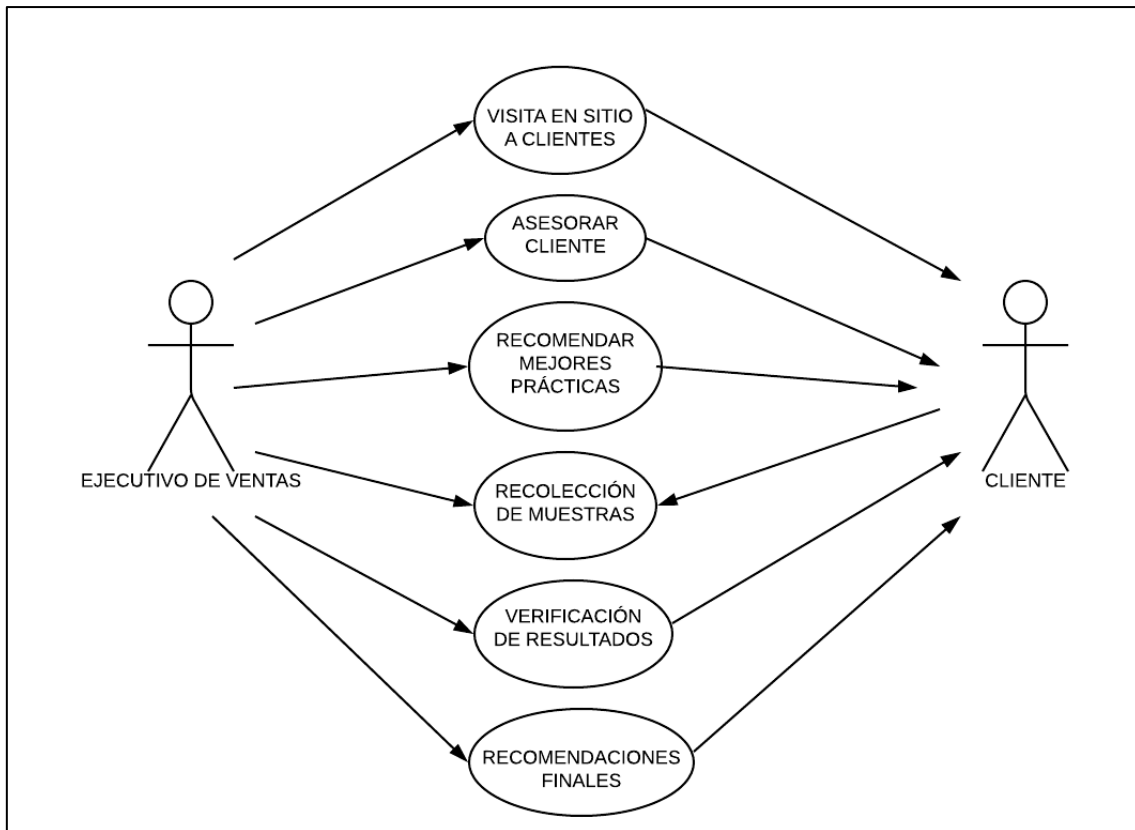 VISITA EN SITIO
A CLIENTES
ASESORAR
CLIENTE
RECOMENDAR
MEJORES
PRÁCTICAS
EJECUTIVO DE VENTAS
CLIENTE
RECOLECCIÓN
DE MUESTRAS
VERIFICACIÓN
DE RESULTADOS
RECOMENDACIONES
FINALES